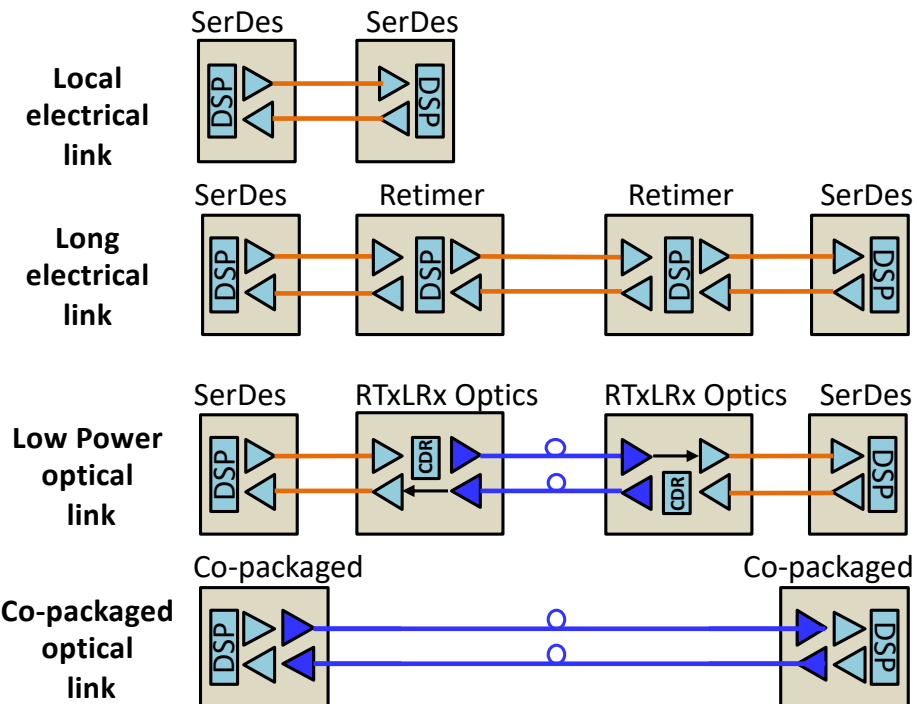 SerDes SerDes
Local
electrical
link
DSP DSP
SerDes Retimer Retimer SerDes
Long
electrical
link
DSP DSP DSP DSP
SerDes RTxLRx Optics RTxLRx Optics SerDes
Low Power
optical
link
DSP CDR CDR DSP
Co-packaged Co-packaged
Co-packaged
optical
link
DSP DSP